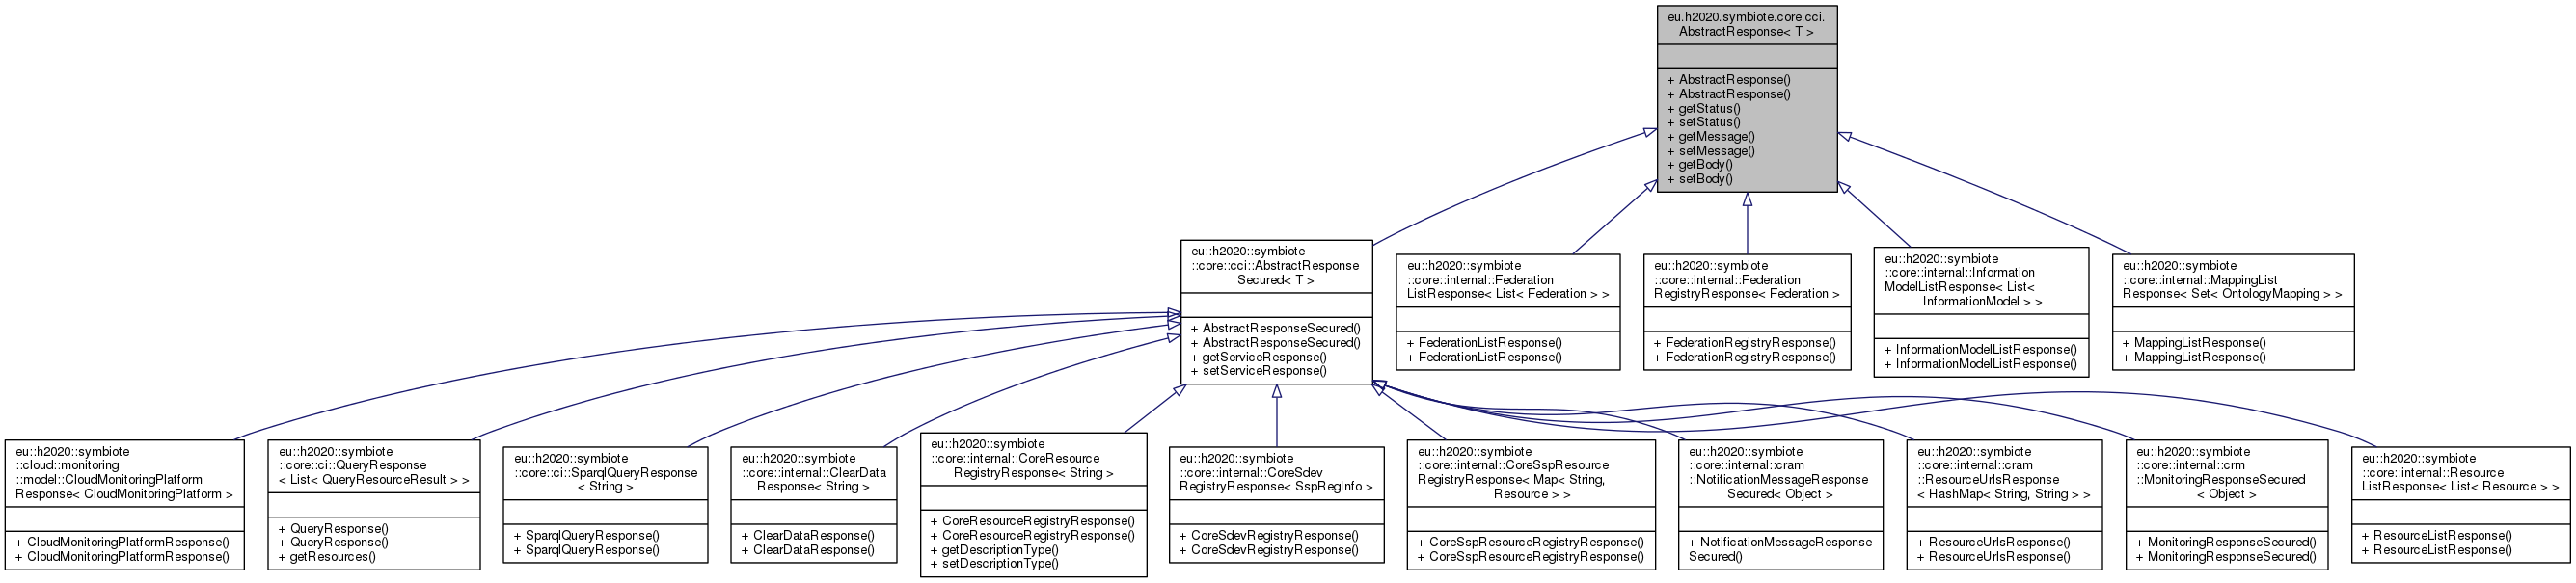 eu.h2020.symbiote.core.cci.
AbstractResponse< T >
+ AbstractResponse()
+ AbstractResponse()
+ getStatus()
+ setStatus()
+ getMessage()
+ setMessage()
+ getBody()
+ setBody()
eu::h2020::symbiote
::core::cci::AbstractResponse
Secured< T >
+ AbstractResponseSecured()
+ AbstractResponseSecured()
+ getServiceResponse()
+ setServiceResponse()
eu::h2020::symbiote
::core::internal::Federation
ListResponse< List< Federation > >
+ FederationListResponse()
+ FederationListResponse()
eu::h2020::symbiote
::core::internal::Federation
RegistryResponse< Federation >
+ FederationRegistryResponse()
+ FederationRegistryResponse()
eu::h2020::symbiote
::core::internal::Information
ModelListResponse< List<
InformationModel > >
+ InformationModelListResponse()
+ InformationModelListResponse()
eu::h2020::symbiote
::core::internal::MappingList
Response< Set< OntologyMapping > >
+ MappingListResponse()
+ MappingListResponse()
eu::h2020::symbiote
::cloud::monitoring
::model::CloudMonitoringPlatform
Response< CloudMonitoringPlatform >
+ CloudMonitoringPlatformResponse()
+ CloudMonitoringPlatformResponse()
eu::h2020::symbiote
::core::ci::QueryResponse
< List< QueryResourceResult > >
+ QueryResponse()
+ QueryResponse()
+ getResources()
eu::h2020::symbiote
::core::ci::SparqlQueryResponse
< String >
+ SparqlQueryResponse()
+ SparqlQueryResponse()
eu::h2020::symbiote
::core::internal::ClearData
Response< String >
+ ClearDataResponse()
+ ClearDataResponse()
eu::h2020::symbiote
::core::internal::CoreResource
RegistryResponse< String >
+ CoreResourceRegistryResponse()
+ CoreResourceRegistryResponse()
+ getDescriptionType()
+ setDescriptionType()
eu::h2020::symbiote
::core::internal::CoreSdev
RegistryResponse< SspRegInfo >
+ CoreSdevRegistryResponse()
+ CoreSdevRegistryResponse()
eu::h2020::symbiote
::core::internal::CoreSspResource
RegistryResponse< Map< String,
Resource > >
+ CoreSspResourceRegistryResponse()
+ CoreSspResourceRegistryResponse()
eu::h2020::symbiote
::core::internal::cram
::NotificationMessageResponse
Secured< Object >
+ NotificationMessageResponse
Secured()
eu::h2020::symbiote
::core::internal::cram
::ResourceUrlsResponse
< HashMap< String, String > >
+ ResourceUrlsResponse()
+ ResourceUrlsResponse()
eu::h2020::symbiote
::core::internal::crm
::MonitoringResponseSecured
< Object >
+ MonitoringResponseSecured()
+ MonitoringResponseSecured()
eu::h2020::symbiote
::core::internal::Resource
ListResponse< List< Resource > >
+ ResourceListResponse()
+ ResourceListResponse()